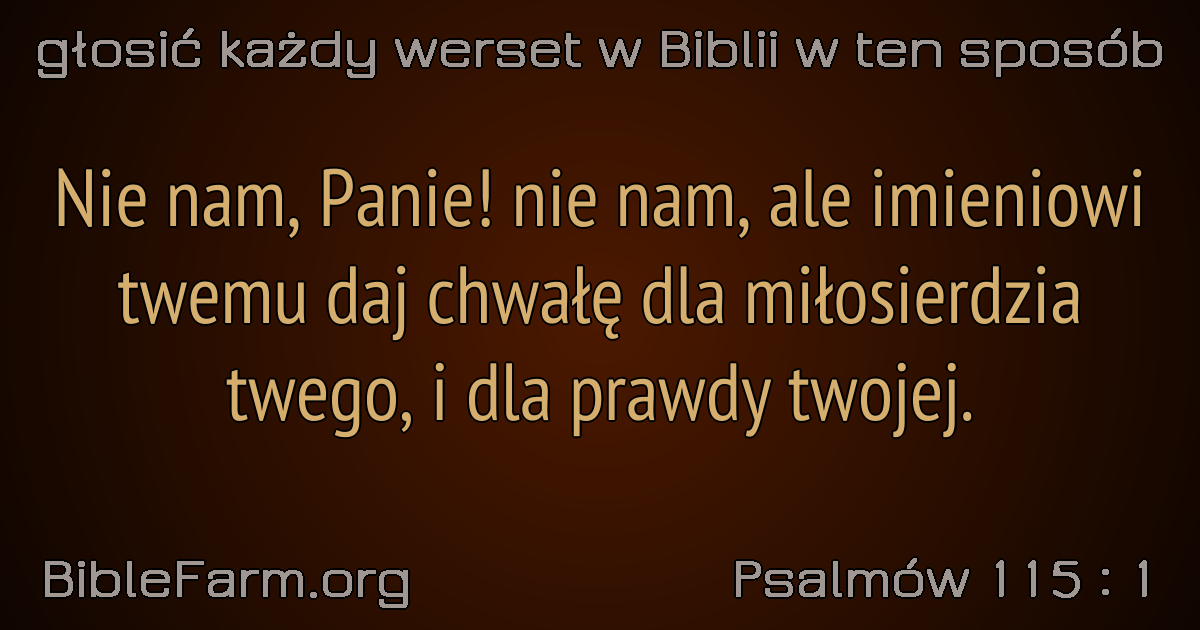 głosić każdy werset w Biblii w ten sposób
Nie nam, Panie! nie nam, ale imieniowi
twemu daj chwałę dla miłosierdzia
twego, i dla prawdy twojej.
BibleFarm.org
Psalmów 115 : 1